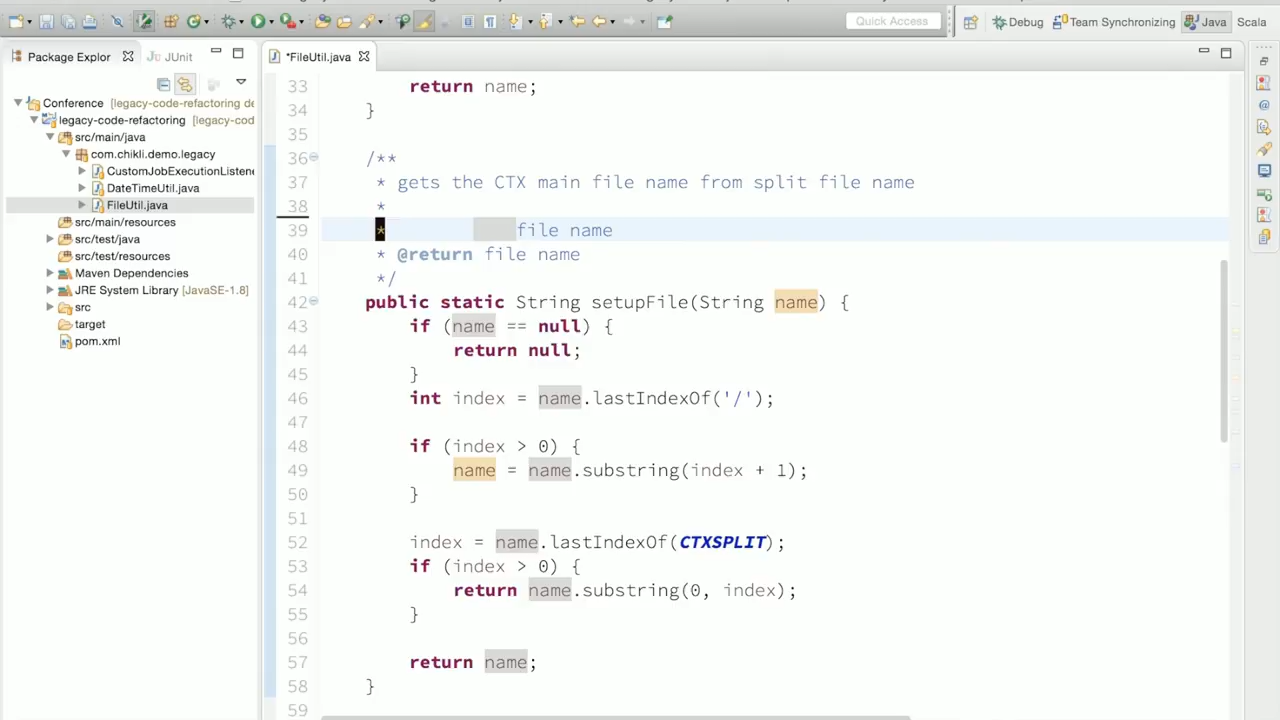 Quick Access
Debug
Team Synchronizing
Java
Scala
Package Explor
JUnit
*FileUtil.java
Conference [legacy-code-refactoring de
legacy-code-refactoring [legacy-cod
src/main/java
com.chikli.demo.legacy
CustomJobExecutionListene
DateTimeUtil.java
FileUtil.java
src/main/resources
src/test/java
src/test/resources
Maven Dependencies
JRE System Library [JavaSE-1.8]
src
target
pom.xml
33 return name;
34 }
35
36 /**
37 * gets the CTX main file name from split file name
38 *
39 * file name
40 * @return file name
41 */
42 public static String setupFile(String name) {
43 if (name == null) {
44 return null;
45 }
46 int index = name.lastIndexOf('/');
47
48 if (index > 0) {
49 name = name.substring(index + 1);
50 }
51
52 index = name.lastIndexOf(CTXSPLIT);
53 if (index > 0) {
54 return name.substring(0, index);
55 }
56
57 return name;
58 }
59